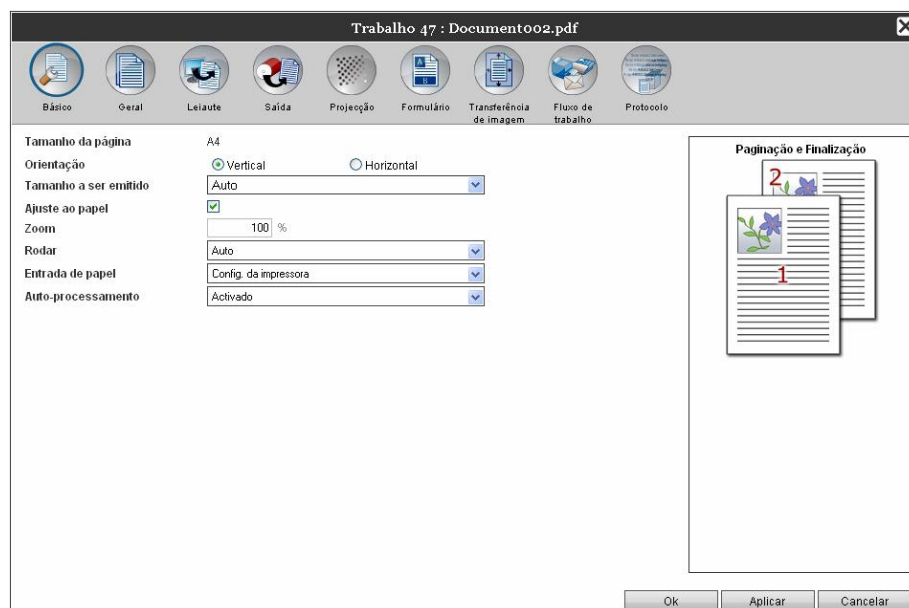 Trabalho 47 : Document002.pdf
Básico
Geral
Leiaute
Saída
Projecção
Formulário
Transferência
de imagem
Fluxo de
trabalho
Protocolo
Tamanho da página A4
Orientação Vertical Horizontal
Tamanho a ser emitido Auto
Ajuste ao papel
Zoom 100 %
Rodar Auto
Entrada de papel Config. da impressora
Auto-processamento Activado
Paginação e Finalização
2
1
Ok Aplicar Cancelar